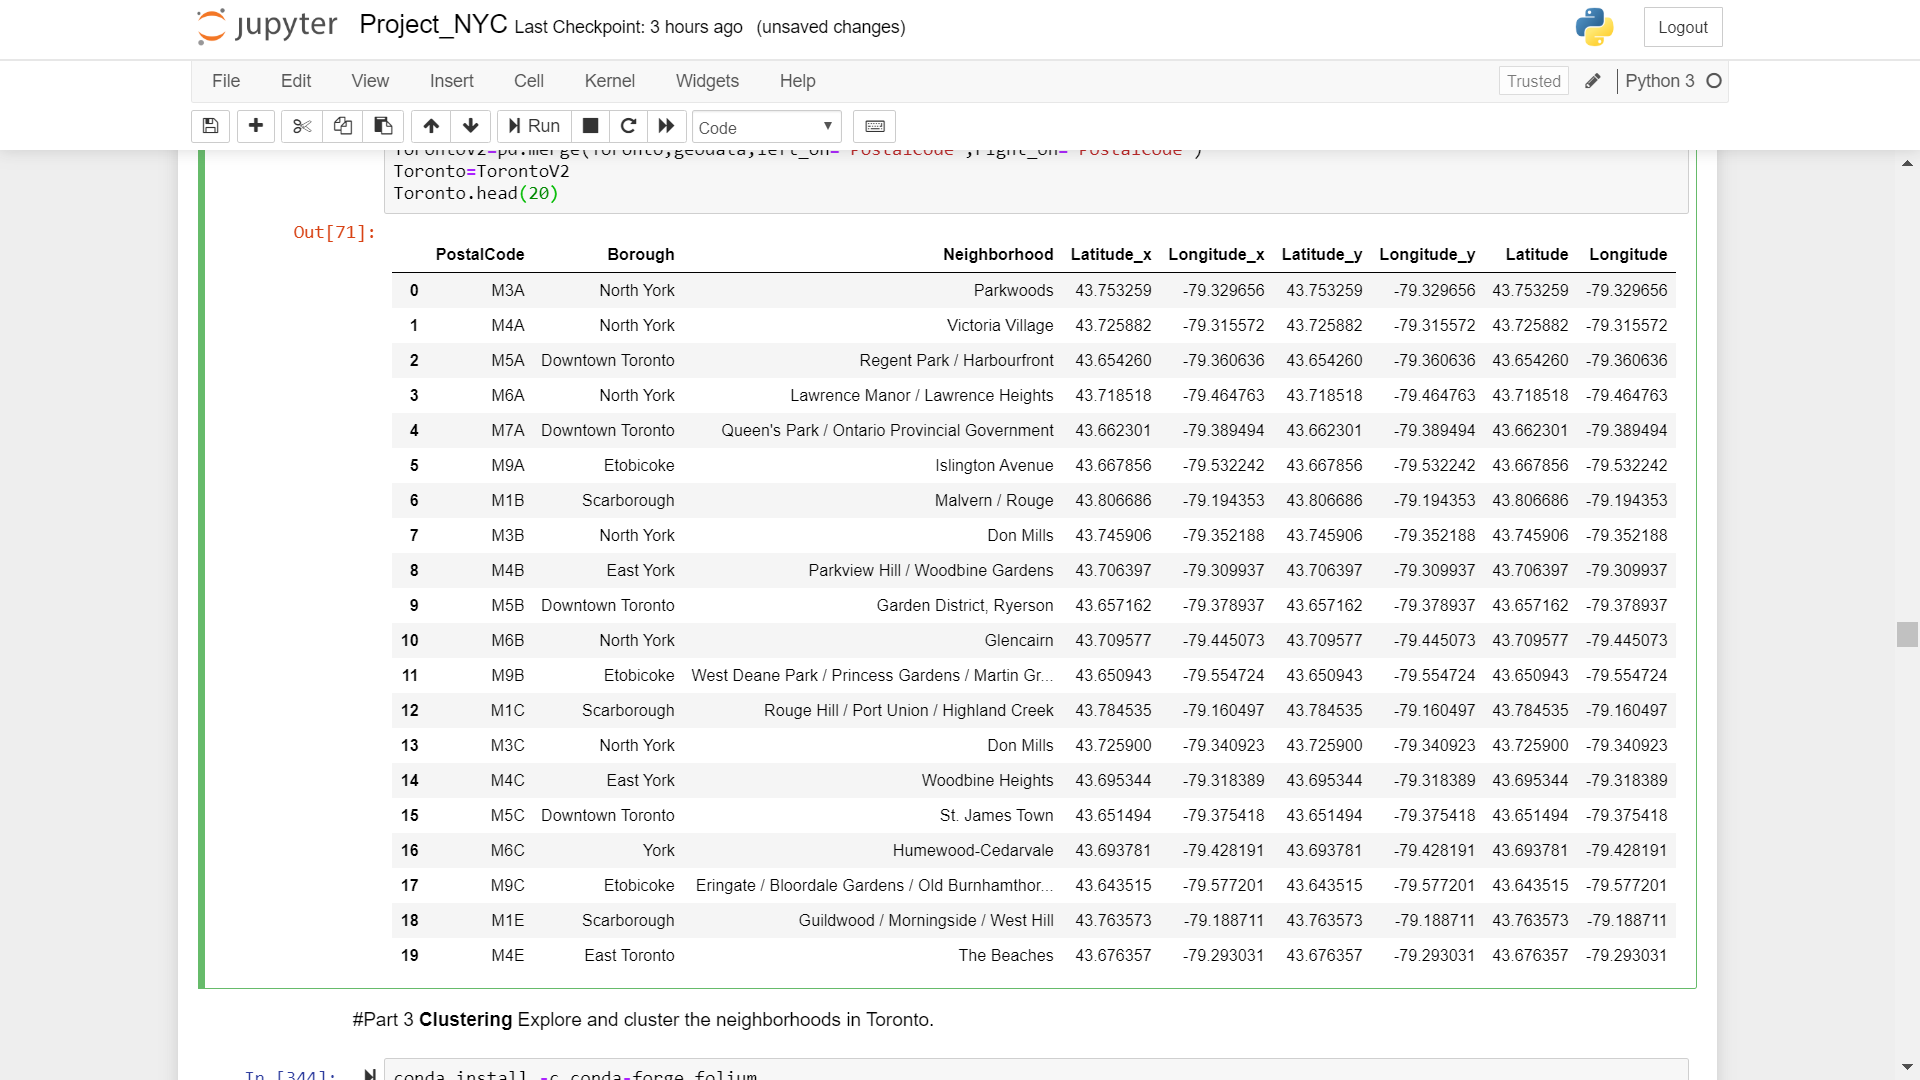 jupyter Project_NYC Last Checkpoint: 3 hours ago (unsaved changes) Logout
File Edit View Insert Cell Kernel Widgets Help Trusted Python 3
Run Code
TorontoV2=pd.merge(Toronto,geodata,left_on='PostalCode',right_on='PostalCode')
Toronto=TorontoV2
Toronto.head(20)
Out[71]:
PostalCode Borough Neighborhood Latitude_x Longitude_x Latitude_y Longitude_y Latitude Longitude
0 M3A North York Parkwoods 43.753259 -79.329656 43.753259 -79.329656 43.753259 -79.329656
1 M4A North York Victoria Village 43.725882 -79.315572 43.725882 -79.315572 43.725882 -79.315572
2 M5A Downtown Toronto Regent Park / Harbourfront 43.654260 -79.360636 43.654260 -79.360636 43.654260 -79.360636
3 M6A North York Lawrence Manor / Lawrence Heights 43.718518 -79.464763 43.718518 -79.464763 43.718518 -79.464763
4 M7A Downtown Toronto Queen's Park / Ontario Provincial Government 43.662301 -79.389494 43.662301 -79.389494 43.662301 -79.389494
5 M9A Etobicoke Islington Avenue 43.667856 -79.532242 43.667856 -79.532242 43.667856 -79.532242
6 M1B Scarborough Malvern / Rouge 43.806686 -79.194353 43.806686 -79.194353 43.806686 -79.194353
7 M3B North York Don Mills 43.745906 -79.352188 43.745906 -79.352188 43.745906 -79.352188
8 M4B East York Parkview Hill / Woodbine Gardens 43.706397 -79.309937 43.706397 -79.309937 43.706397 -79.309937
9 M5B Downtown Toronto Garden District, Ryerson 43.657162 -79.378937 43.657162 -79.378937 43.657162 -79.378937
10 M6B North York Glencairn 43.709577 -79.445073 43.709577 -79.445073 43.709577 -79.445073
11 M9B Etobicoke West Deane Park / Princess Gardens / Martin Gr... 43.650943 -79.554724 43.650943 -79.554724 43.650943 -79.554724
12 M1C Scarborough Rouge Hill / Port Union / Highland Creek 43.784535 -79.160497 43.784535 -79.160497 43.784535 -79.160497
13 M3C North York Don Mills 43.725900 -79.340923 43.725900 -79.340923 43.725900 -79.340923
14 M4C East York Woodbine Heights 43.695344 -79.318389 43.695344 -79.318389 43.695344 -79.318389
15 M5C Downtown Toronto St. James Town 43.651494 -79.375418 43.651494 -79.375418 43.651494 -79.375418
16 M6C York Humewood-Cedarvale 43.693781 -79.428191 43.693781 -79.428191 43.693781 -79.428191
17 M9C Etobicoke Eringate / Bloordale Gardens / Old Burnhamthor... 43.643515 -79.577201 43.643515 -79.577201 43.643515 -79.577201
18 M1E Scarborough Guildwood / Morningside / West Hill 43.763573 -79.188711 43.763573 -79.188711 43.763573 -79.188711
19 M4E East Toronto The Beaches 43.676357 -79.293031 43.676357 -79.293031 43.676357 -79.293031
#Part 3 Clustering Explore and cluster the neighborhoods in Toronto.
In [344]: conda install -c conda-forge folium